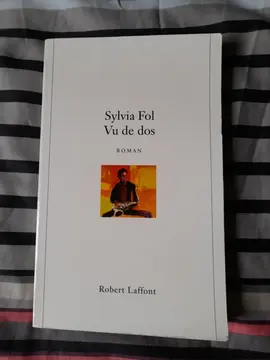 Sylvia Fol
Vu de dos
ROMAN
Robert Laffont